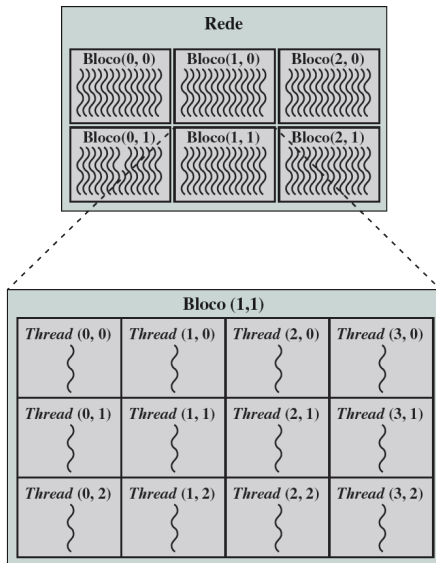 Rede
Bloco(0, 0) Bloco(1, 0) Bloco(2, 0)
Bloco(0, 1) Bloco(1, 1) Bloco(2, 1)
Bloco (1,1)
Thread (0, 0) Thread (1, 0) Thread (2, 0) Thread (3, 0)
Thread (0, 1) Thread (1, 1) Thread (2, 1) Thread (3, 1)
Thread (0, 2) Thread (1, 2) Thread (2, 2) Thread (3, 2)